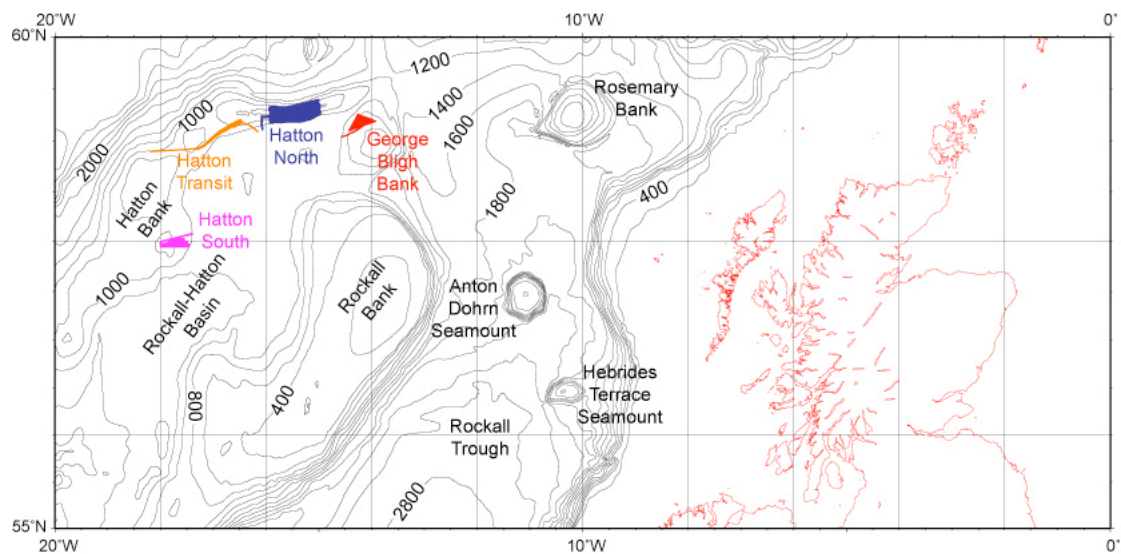 20°W
10°W
0°
60°N
1200
Rosemary
Bank
1400
1000
1600
Hatton
North
George
Bligh
Bank
2000
Hatton
Transit
400
1800
Hatton
Bank
Hatton
South
1000
Rockall-Hatton
Basin
Rockall
Bank
Anton
Dohrn
Seamount
Hebrides
Terrace
Seamount
800
400
Rockall
Trough
2800
55°N
20°W
10°W
0°